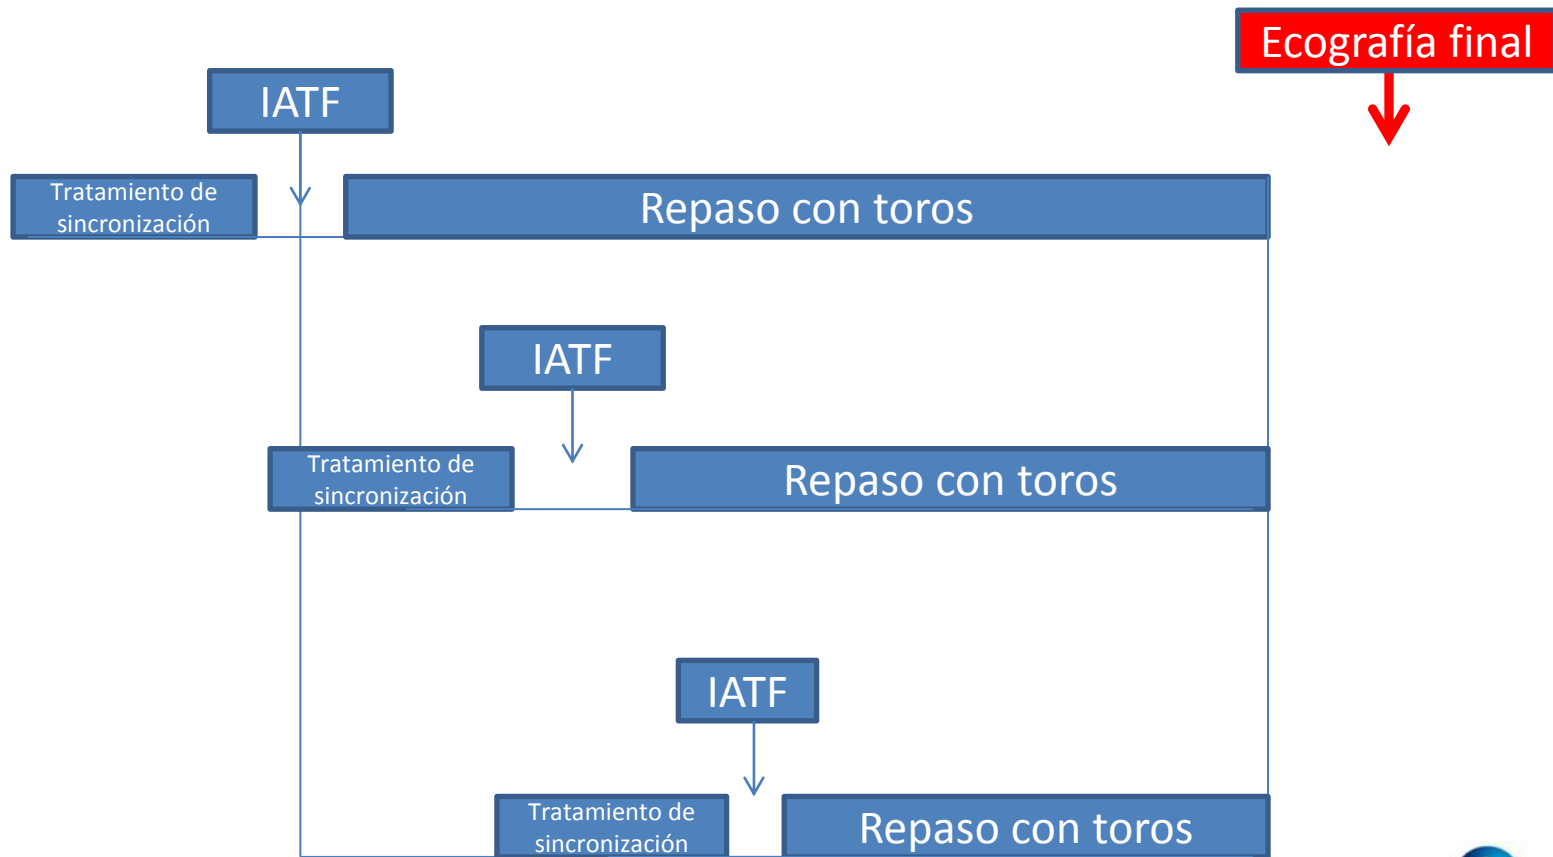 Ecografía final
IATF
Tratamiento de
sincronización
Repaso con toros
IATF
Tratamiento de
sincronización
Repaso con toros
IATF
Tratamiento de
sincronización
Repaso con toros